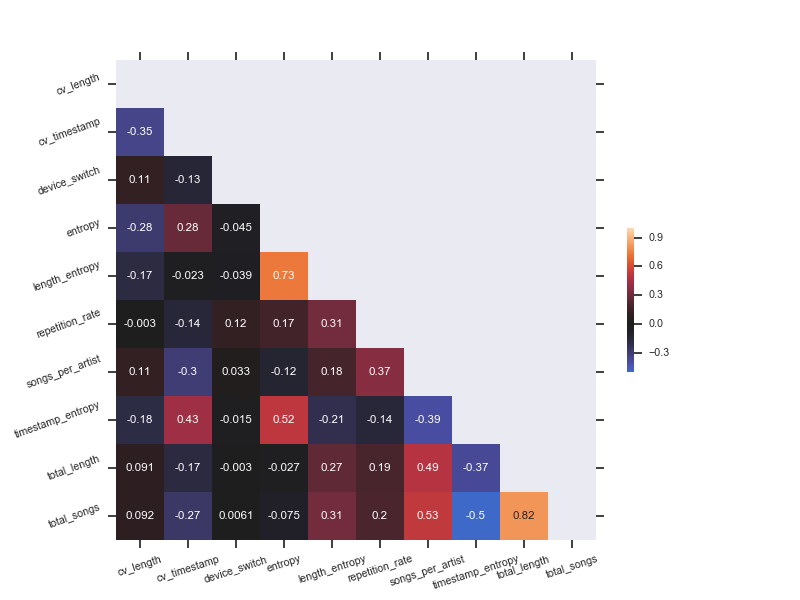 cv_length
cv_timestamp -0.35
device_switch 0.11 -0.13
entropy -0.28 0.28 -0.045
length_entropy -0.17 -0.023 -0.039 0.73
repetition_rate -0.003 -0.14 0.12 0.17 0.31
songs_per_artist 0.11 -0.3 0.033 -0.12 0.18 0.37
timestamp_entropy -0.18 0.43 -0.015 0.52 -0.21 -0.14 -0.39
total_length 0.091 -0.17 -0.003 -0.027 0.27 0.19 0.49 -0.37
total_songs 0.092 -0.27 0.0061 -0.075 0.31 0.2 0.53 -0.5 0.82
cv_length cv_timestamp device_switch entropy length_entropy repetition_rate songs_per_artist timestamp_entropy total_length total_songs
0.9
0.6
0.3
0.0
−0.3